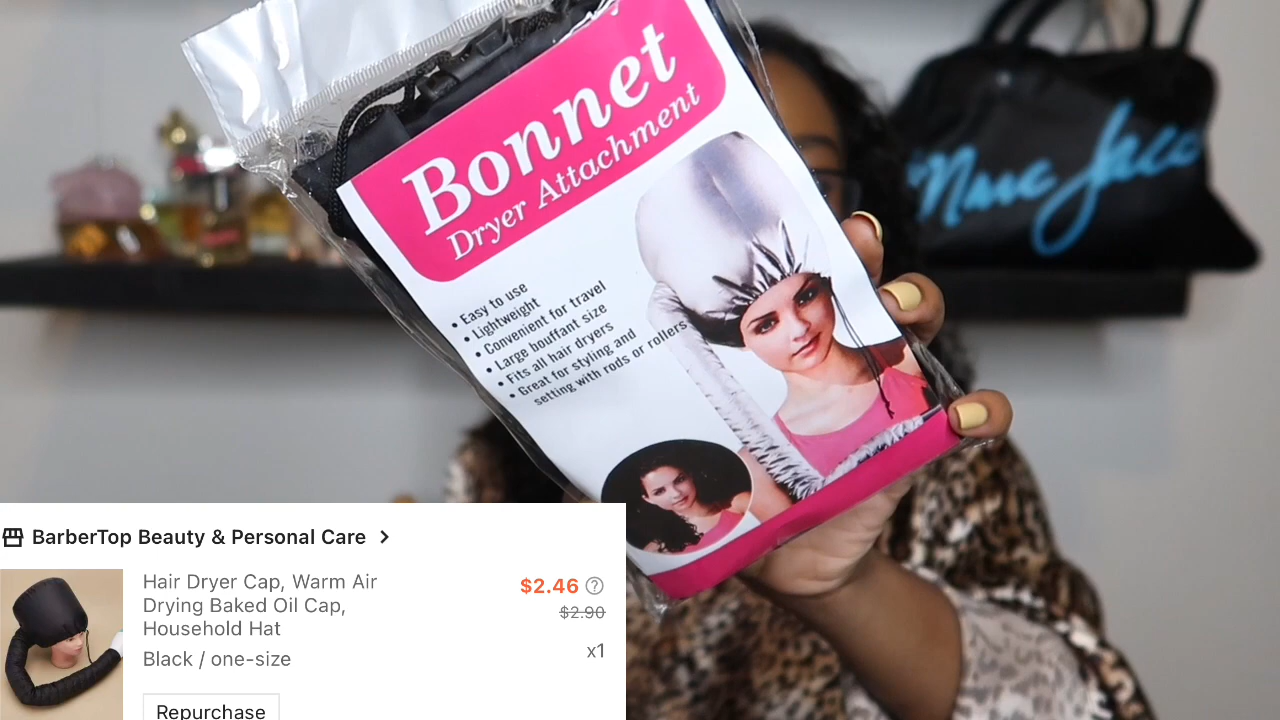 Bonnet
Dryer Attachment
• Easy to use
• Lightweight
• Convenient for travel
• Large bouffant size
• Fits all hair dryers
• Great for styling and
setting with rods or rollers
Marc Jaco
BarberTop Beauty & Personal Care >
Hair Dryer Cap, Warm Air
Drying Baked Oil Cap,
Household Hat
$2.46 ?
$2.90
Black / one-size
x1
Repurchase